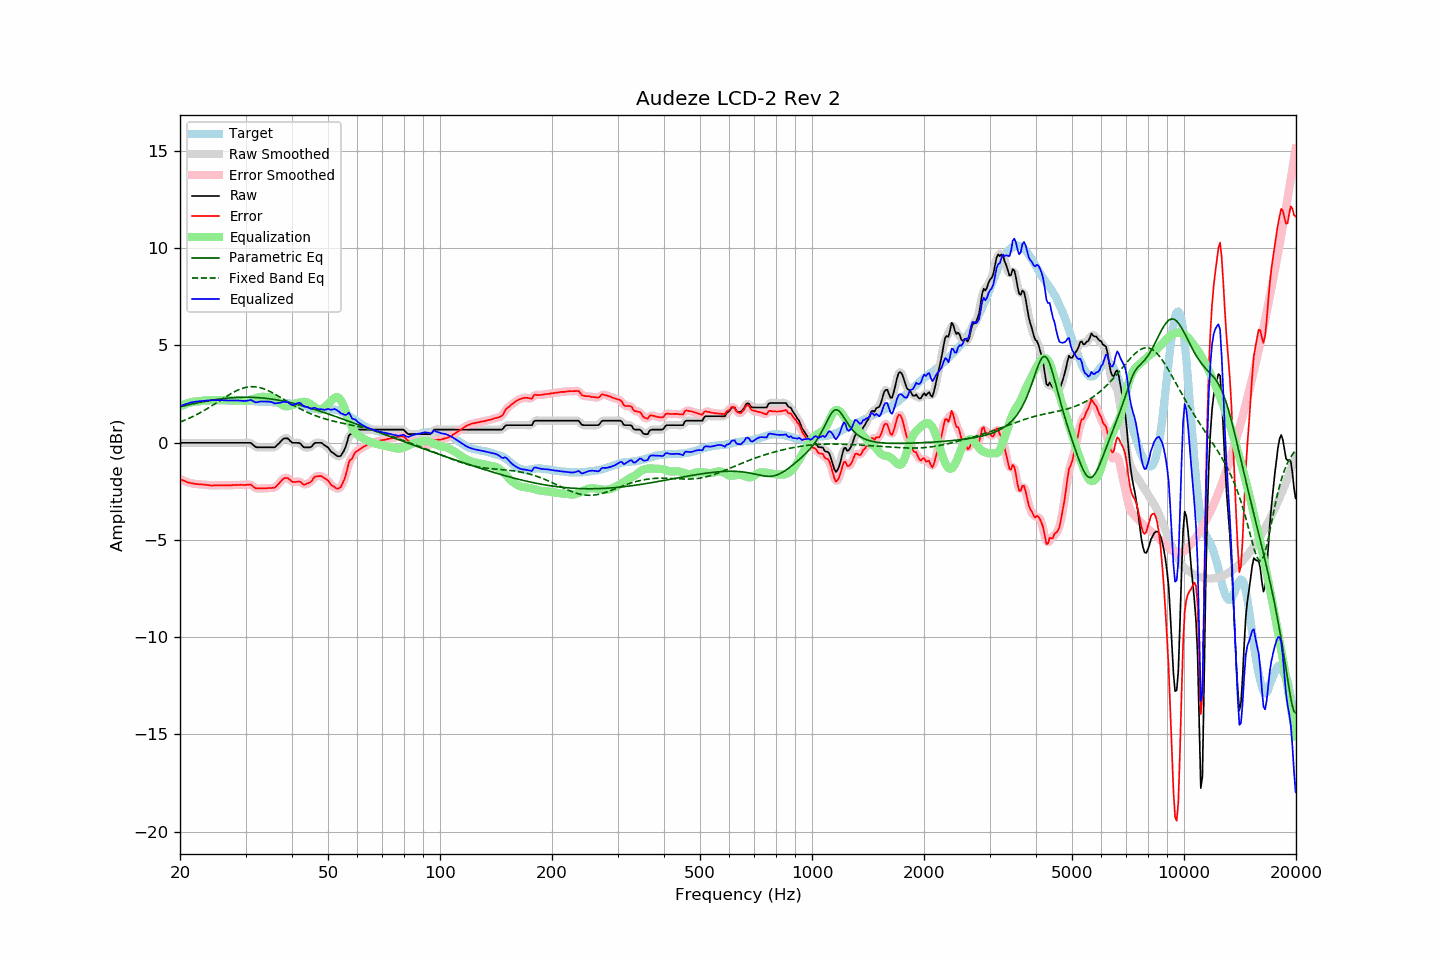 Audeze LCD-2 Rev 2
Target
Raw Smoothed
Error Smoothed
Raw
Error
Equalization
Parametric Eq
Fixed Band Eq
Equalized
15
10
5
0
−5
−10
−15
−20
Amplitude (dBr)
20 50 100 200 500 1000 2000 5000 10000 20000
Frequency (Hz)